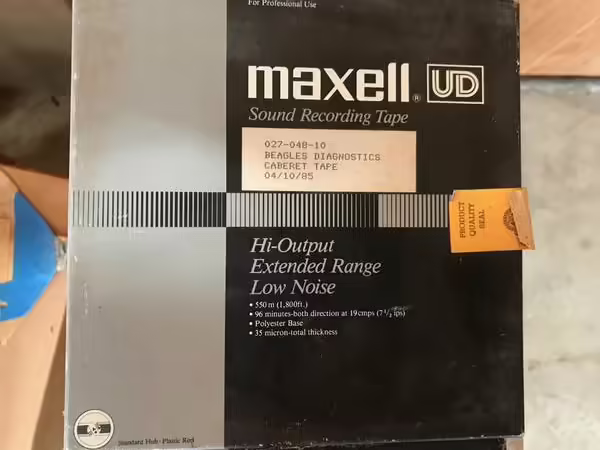 For Professional Use
maxell® UD
Sound Recording Tape
027-048-10
BEAGLES DIAGNOSTICS
CABERET TAPE
04/10/85
PRODUCT
QUALITY
SEAL
Hi-Output
Extended Range
Low Noise
• 550 m (1,800ft.)
• 96 minutes-both direction at 19cmps (7 1/2 ips)
• Polyester Base
• 35 micron-total thickness
Standard Hub · Plastic Reel